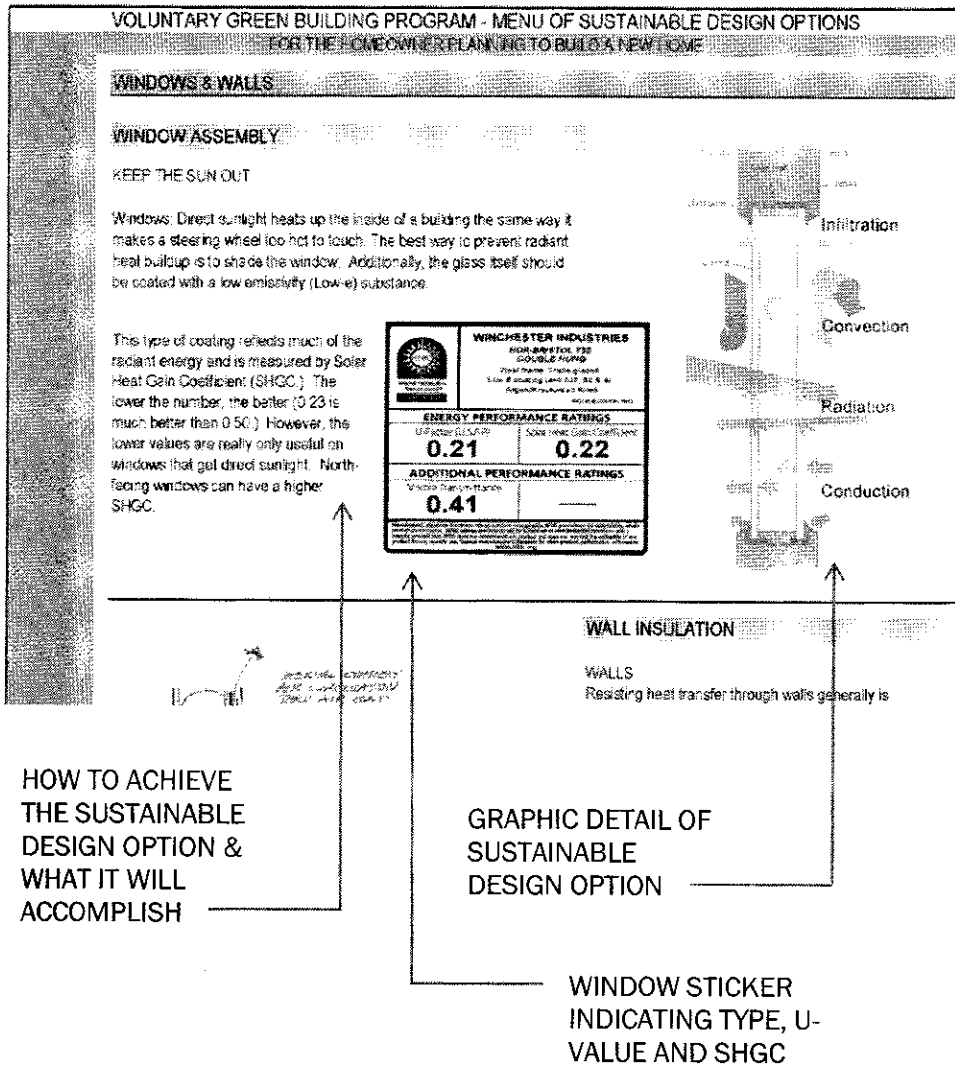 VOLUNTARY GREEN BUILDING PROGRAM - MENU OF SUSTAINABLE DESIGN OPTIONS
FOR THE HOMEOWNER PLANNING TO BUILD A NEW HOME
WINDOWS & WALLS
WINDOW ASSEMBLY
KEEP THE SUN OUT
Windows: Direct sunlight heats up the inside of a building the same way it
makes a steering wheel too hot to touch. The best way to prevent radiant
heat buildup is to shade the window. Additionally, the glass itself should
be coated with a low emissivity (Low-e) substance.
This type of coating reflects much of the
radiant energy and is measured by Solar
Heat Gain Coefficient (SHGC.) The
lower the number, the better (0.23 is
much better than 0.50.) However, the
lower values are really only useful on
windows that get direct sunlight. North-
facing windows can have a higher
SHGC.
WINCHESTER INDUSTRIES
DOUBLE HUNG
ENERGY PERFORMANCE RATINGS
Solar Heat Gain Coefficient
0.21
0.22
ADDITIONAL PERFORMANCE RATINGS
Visible Transmittance
0.41
Infiltration
Convection
Radiation
Conduction
WALL INSULATION
WALLS
Resisting heat transfer through walls generally is
HOW TO ACHIEVE
THE SUSTAINABLE
DESIGN OPTION &
WHAT IT WILL
ACCOMPLISH
GRAPHIC DETAIL OF
SUSTAINABLE
DESIGN OPTION
WINDOW STICKER
INDICATING TYPE, U-
VALUE AND SHGC